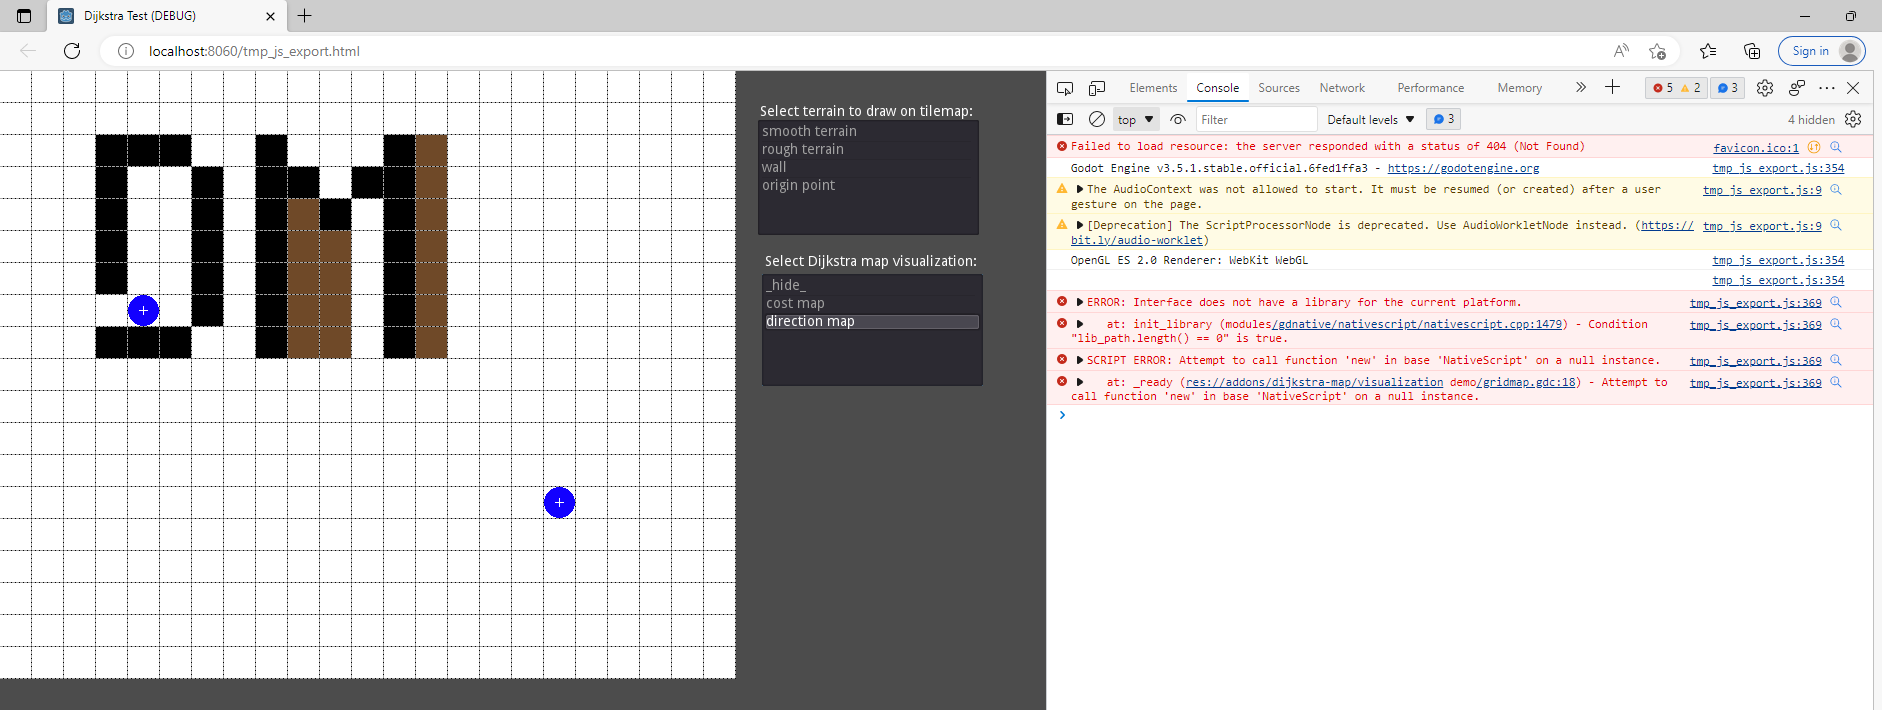 Dijkstra Test (DEBUG)
localhost:8060/tmp_js_export.html
Sign in
Select terrain to draw on tilemap:
smooth terrain
rough terrain
wall
origin point
Select Dijkstra map visualization:
_hide_
cost map
direction map
Elements Console Sources Network Performance Memory 5 2 3
top Filter Default levels 3 4 hidden
Failed to load resource: the server responded with a status of 404 (Not Found) favicon.ico:1
Godot Engine v3.5.1.stable.official.6fed1ffa3 - https://godotengine.org tmp_js_export.js:354
The AudioContext was not allowed to start. It must be resumed (or created) after a user tmp_js_export.js:9
gesture on the page.
[Deprecation] The ScriptProcessorNode is deprecated. Use AudioWorkletNode instead. (https:// tmp_js_export.js:9
bit.ly/audio-worklet)
OpenGL ES 2.0 Renderer: WebKit WebGL tmp_js_export.js:354
tmp_js_export.js:354
ERROR: Interface does not have a library for the current platform. tmp_js_export.js:369
at: init_library (modules/gdnative/nativescript/nativescript.cpp:1479) - Condition tmp_js_export.js:369
"lib_path.length() == 0" is true.
SCRIPT ERROR: Attempt to call function 'new' in base 'NativeScript' on a null instance. tmp_js_export.js:369
at: _ready (res://addons/dijkstra-map/visualization demo/gridmap.gdc:18) - Attempt to tmp_js_export.js:369
call function 'new' in base 'NativeScript' on a null instance.